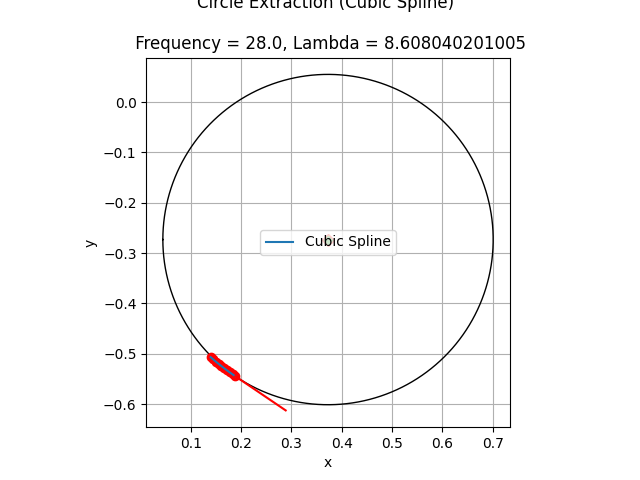 Circle Extraction (Cubic Spline)
Frequency = 28.0, Lambda = 8.608040201005
0.0
−0.1
−0.2
−0.3
−0.4
−0.5
−0.6
y
Cubic Spline
0.1 0.2 0.3 0.4 0.5 0.6 0.7
x